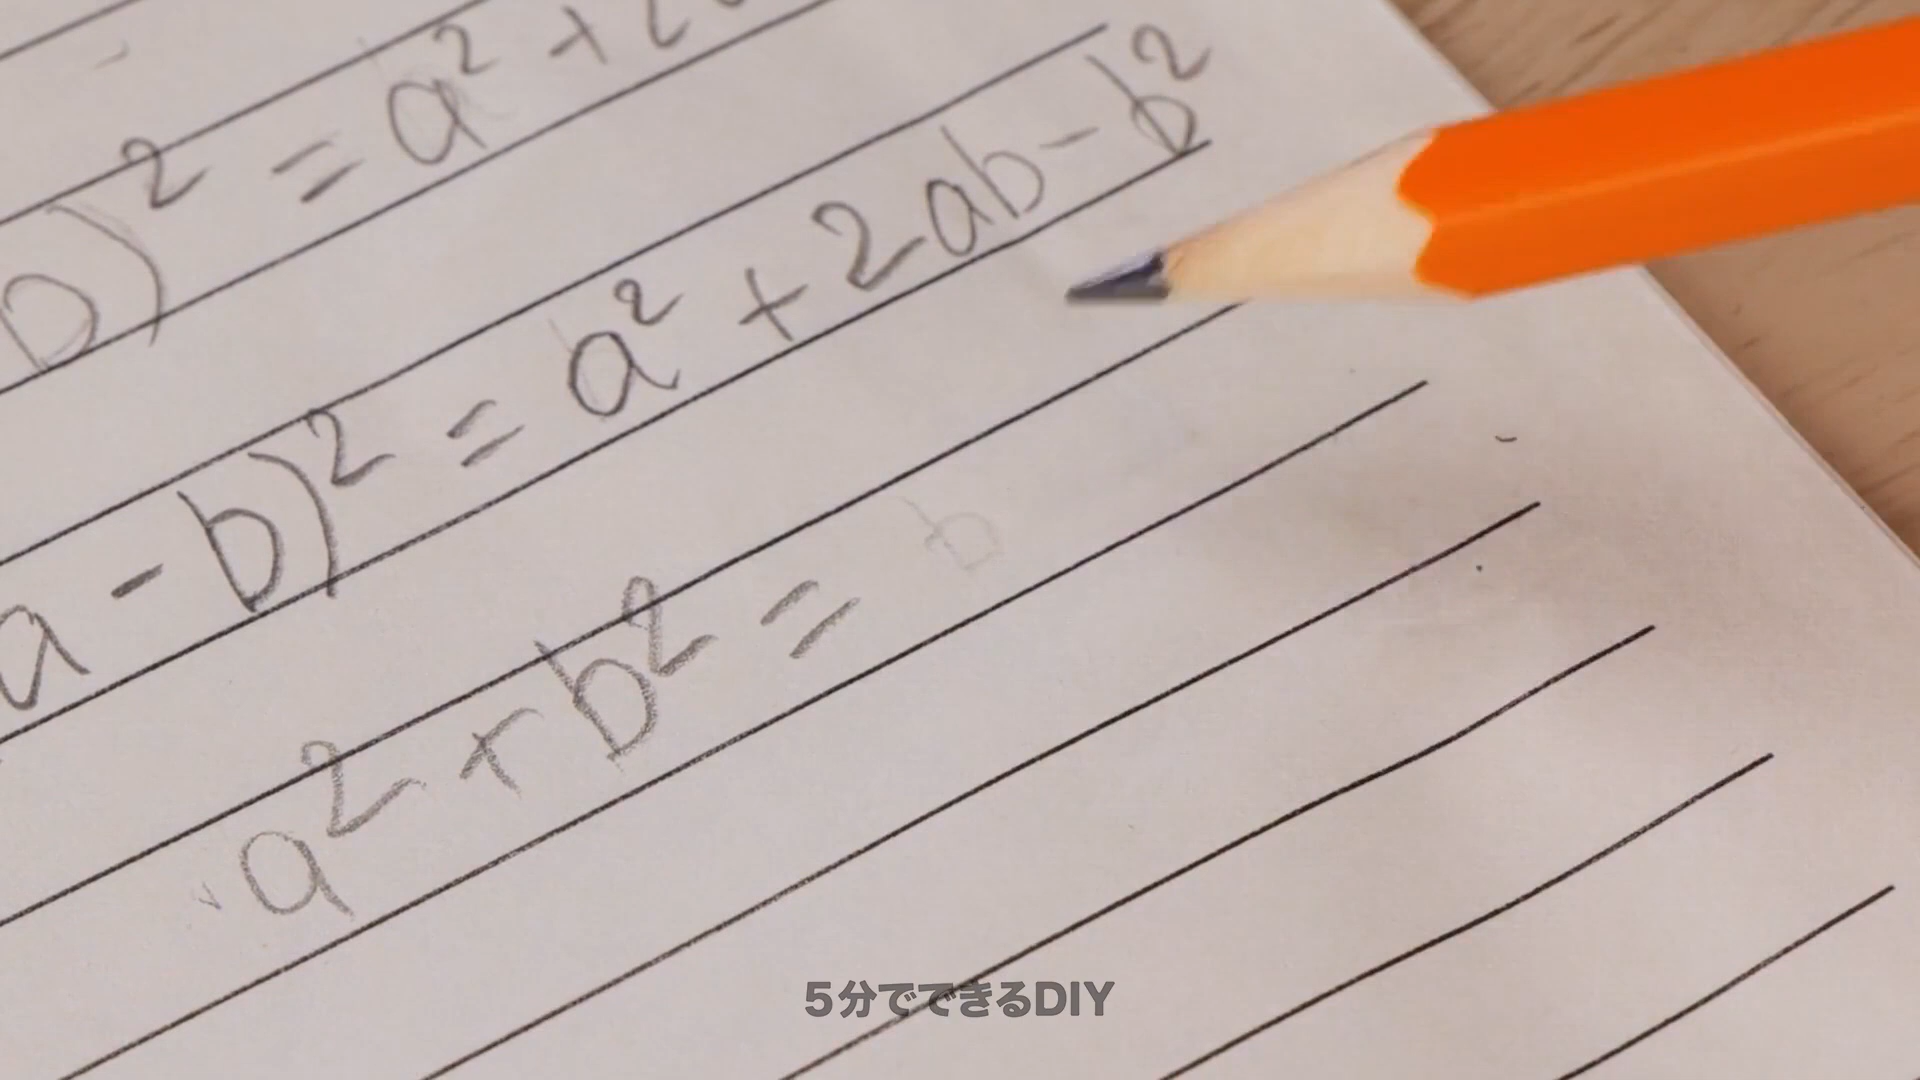 b)² = a² + 2
a - b)² = a² + 2ab - b²
a² + b² =
5分でできるDIY